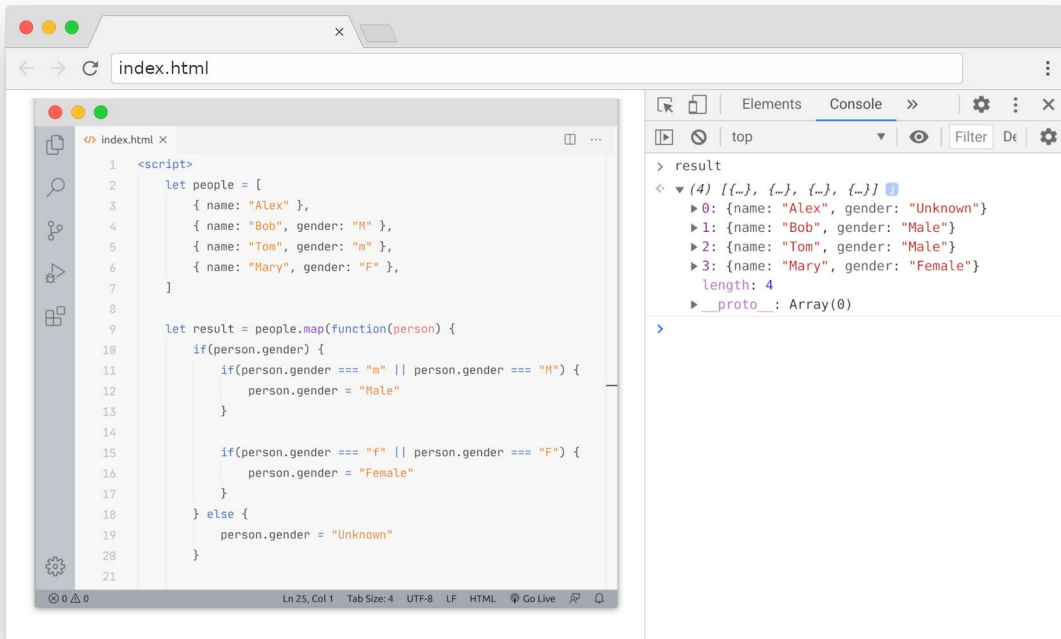 index.html
index.html
1 <script>
2 let people = [
3 { name: "Alex" },
4 { name: "Bob", gender: "M" },
5 { name: "Tom", gender: "m" },
6 { name: "Mary", gender: "F" },
7 ]
8
9 let result = people.map(function(person) {
10 if(person.gender) {
11 if(person.gender === "m" || person.gender === "M") {
12 person.gender = "Male"
13 }
14
15 if(person.gender === "f" || person.gender === "F") {
16 person.gender = "Female"
17 }
18 } else {
19 person.gender = "Unknown"
20 }
21
0 0 Ln 25, Col 1 Tab Size: 4 UTF-8 LF HTML Go Live
Elements Console »
top Filter De
> result
(4) [{…}, {…}, {…}, {…}] i
0: {name: "Alex", gender: "Unknown"}
1: {name: "Bob", gender: "Male"}
2: {name: "Tom", gender: "Male"}
3: {name: "Mary", gender: "Female"}
length: 4
__proto__: Array(0)
>